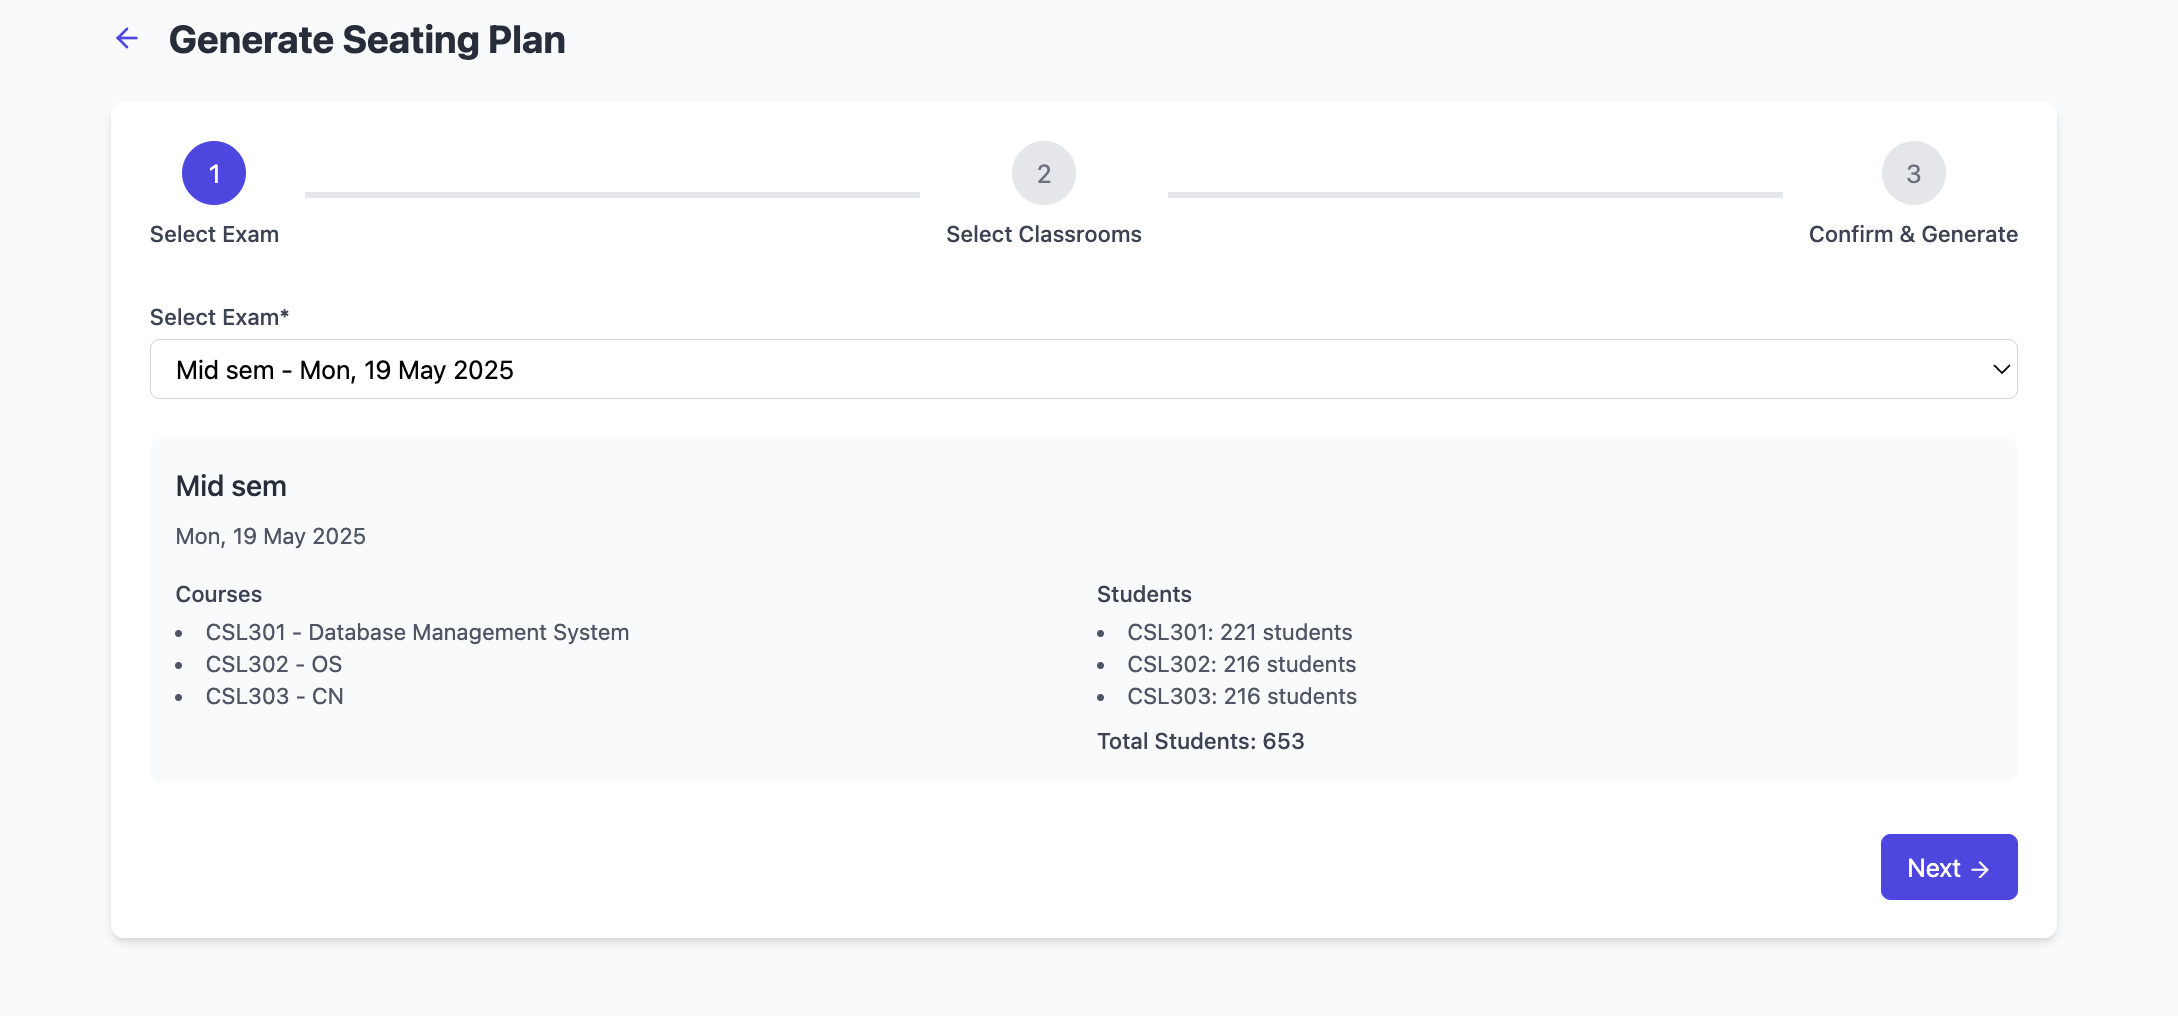 Generate Seating Plan
1
2
3
Select Exam
Select Classrooms
Confirm & Generate
Select Exam*
Mid sem - Mon, 19 May 2025
Mid sem
Mon, 19 May 2025
Courses
CSL301 - Database Management System
CSL302 - OS
CSL303 - CN
Students
CSL301: 221 students
CSL302: 216 students
CSL303: 216 students
Total Students: 653
Next →